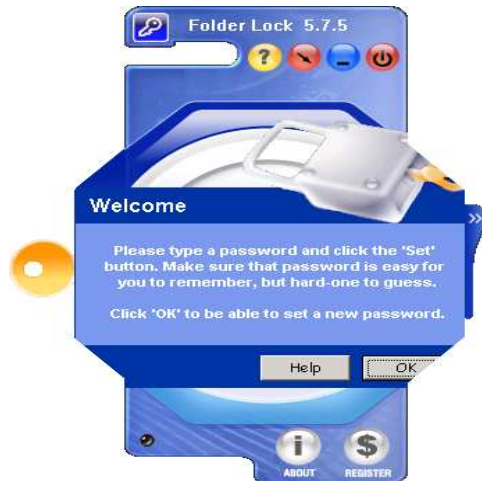 Folder Lock 5.7.5
?
Welcome
Please type a password and click the 'Set'
button. Make sure that password is easy for
you to remember, but hard-one to guess.
Click 'OK' to be able to set a new password.
Help
OK
»
i
$
ABOUT
REGISTER